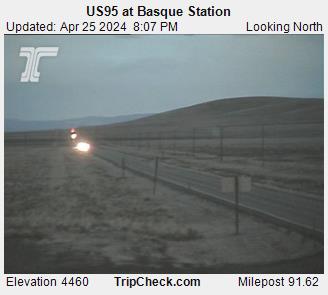 US95 at Basque Station
Updated: Apr 25 2024 8:07 PM Looking North
Elevation 4460 TripCheck.com Milepost 91.62